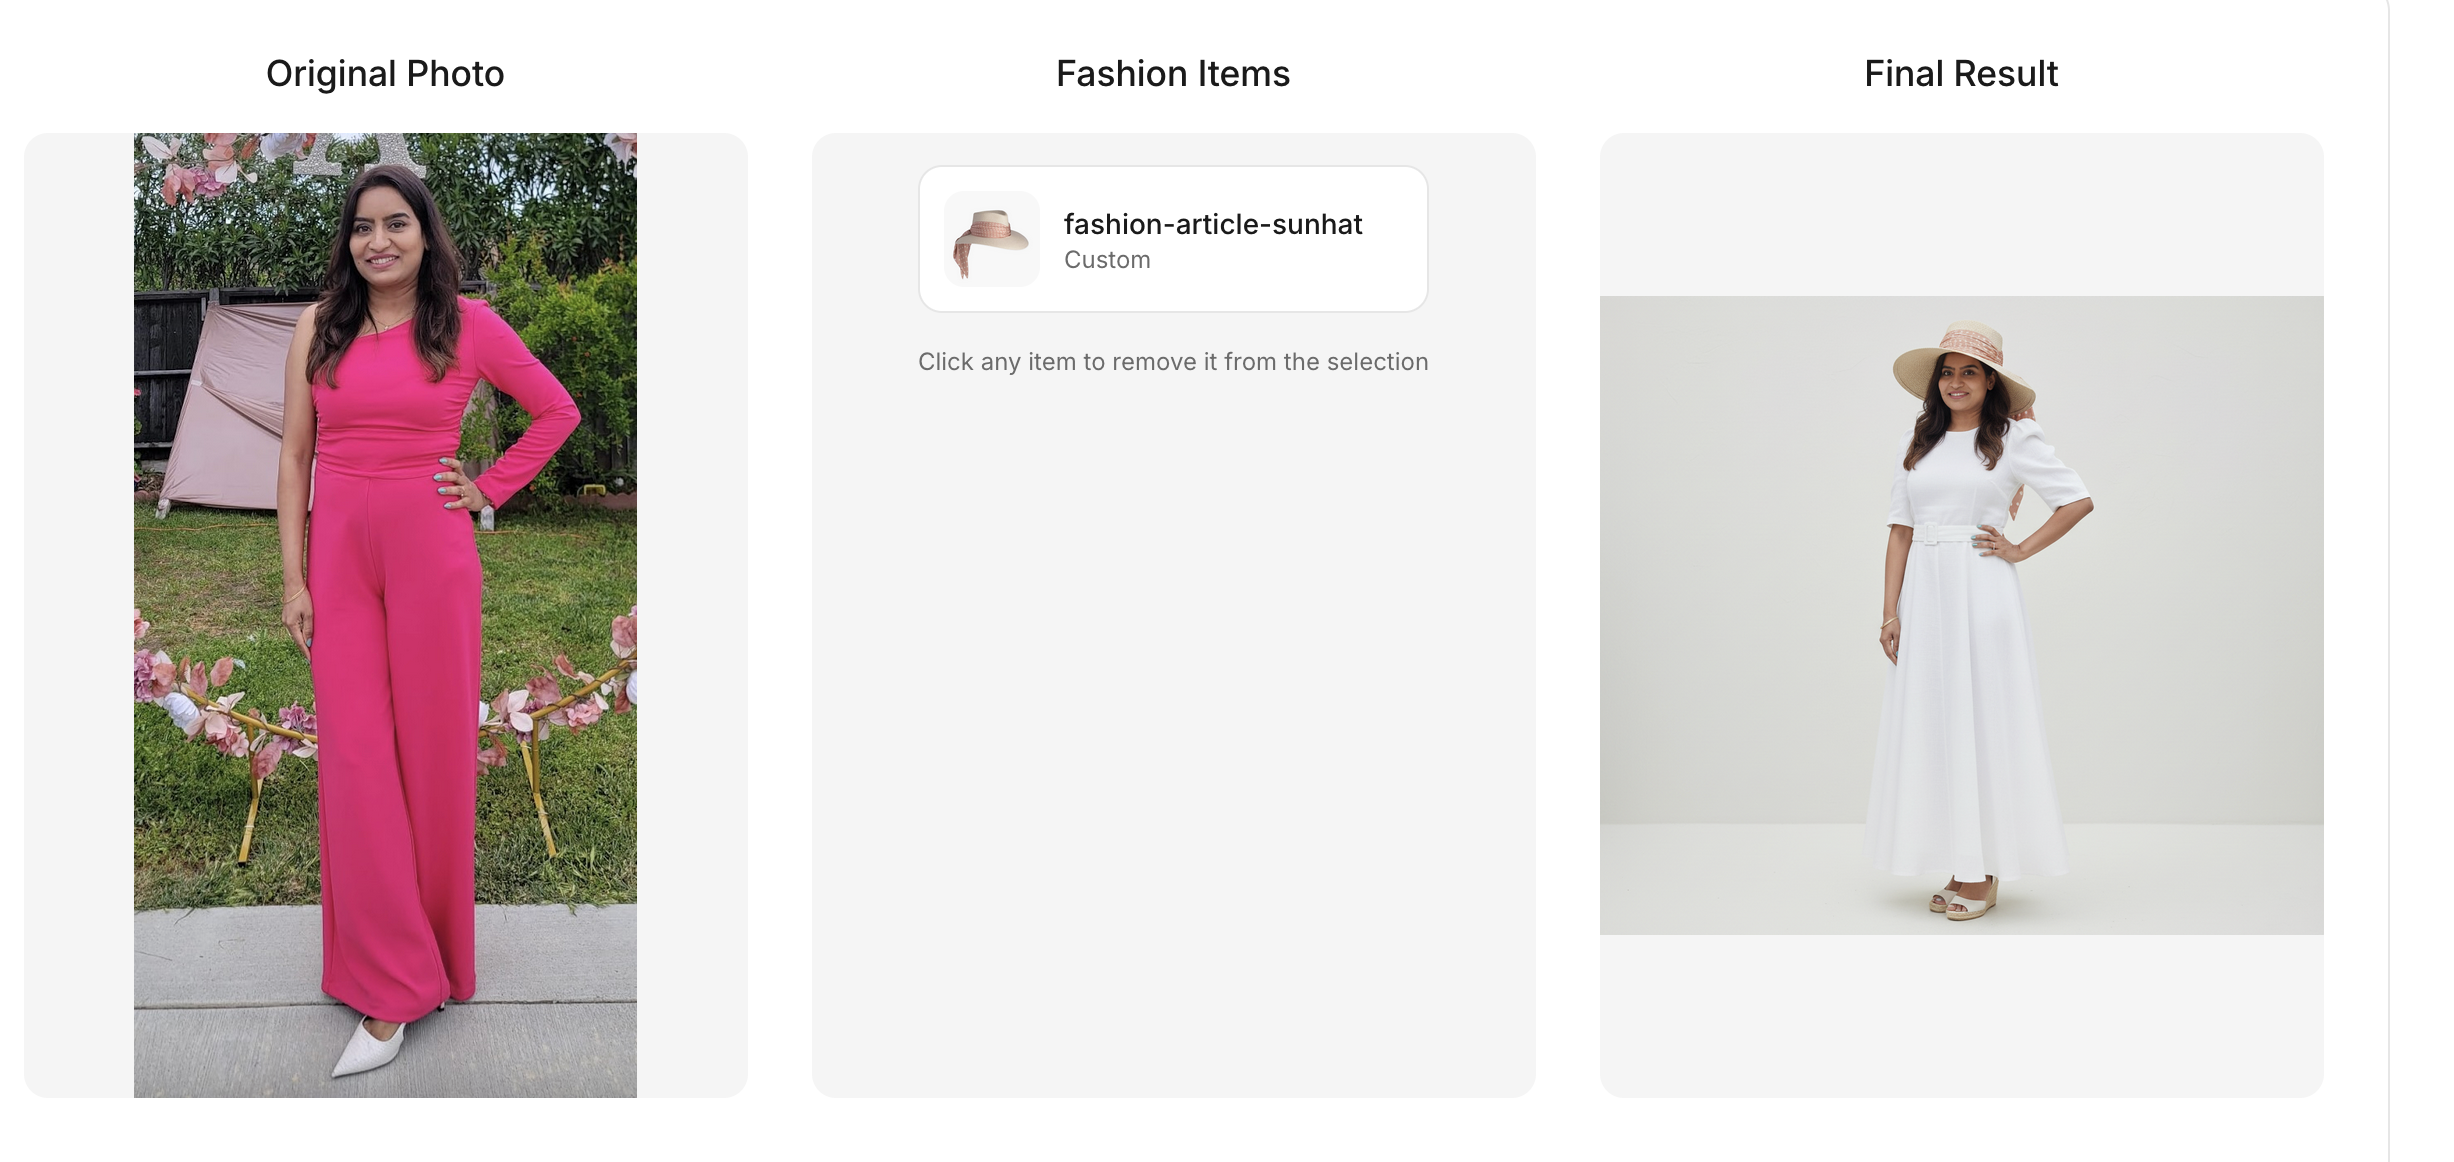 Original Photo
Fashion Items
Final Result
A
fashion-article-sunhat
Custom
Click any item to remove it from the selection